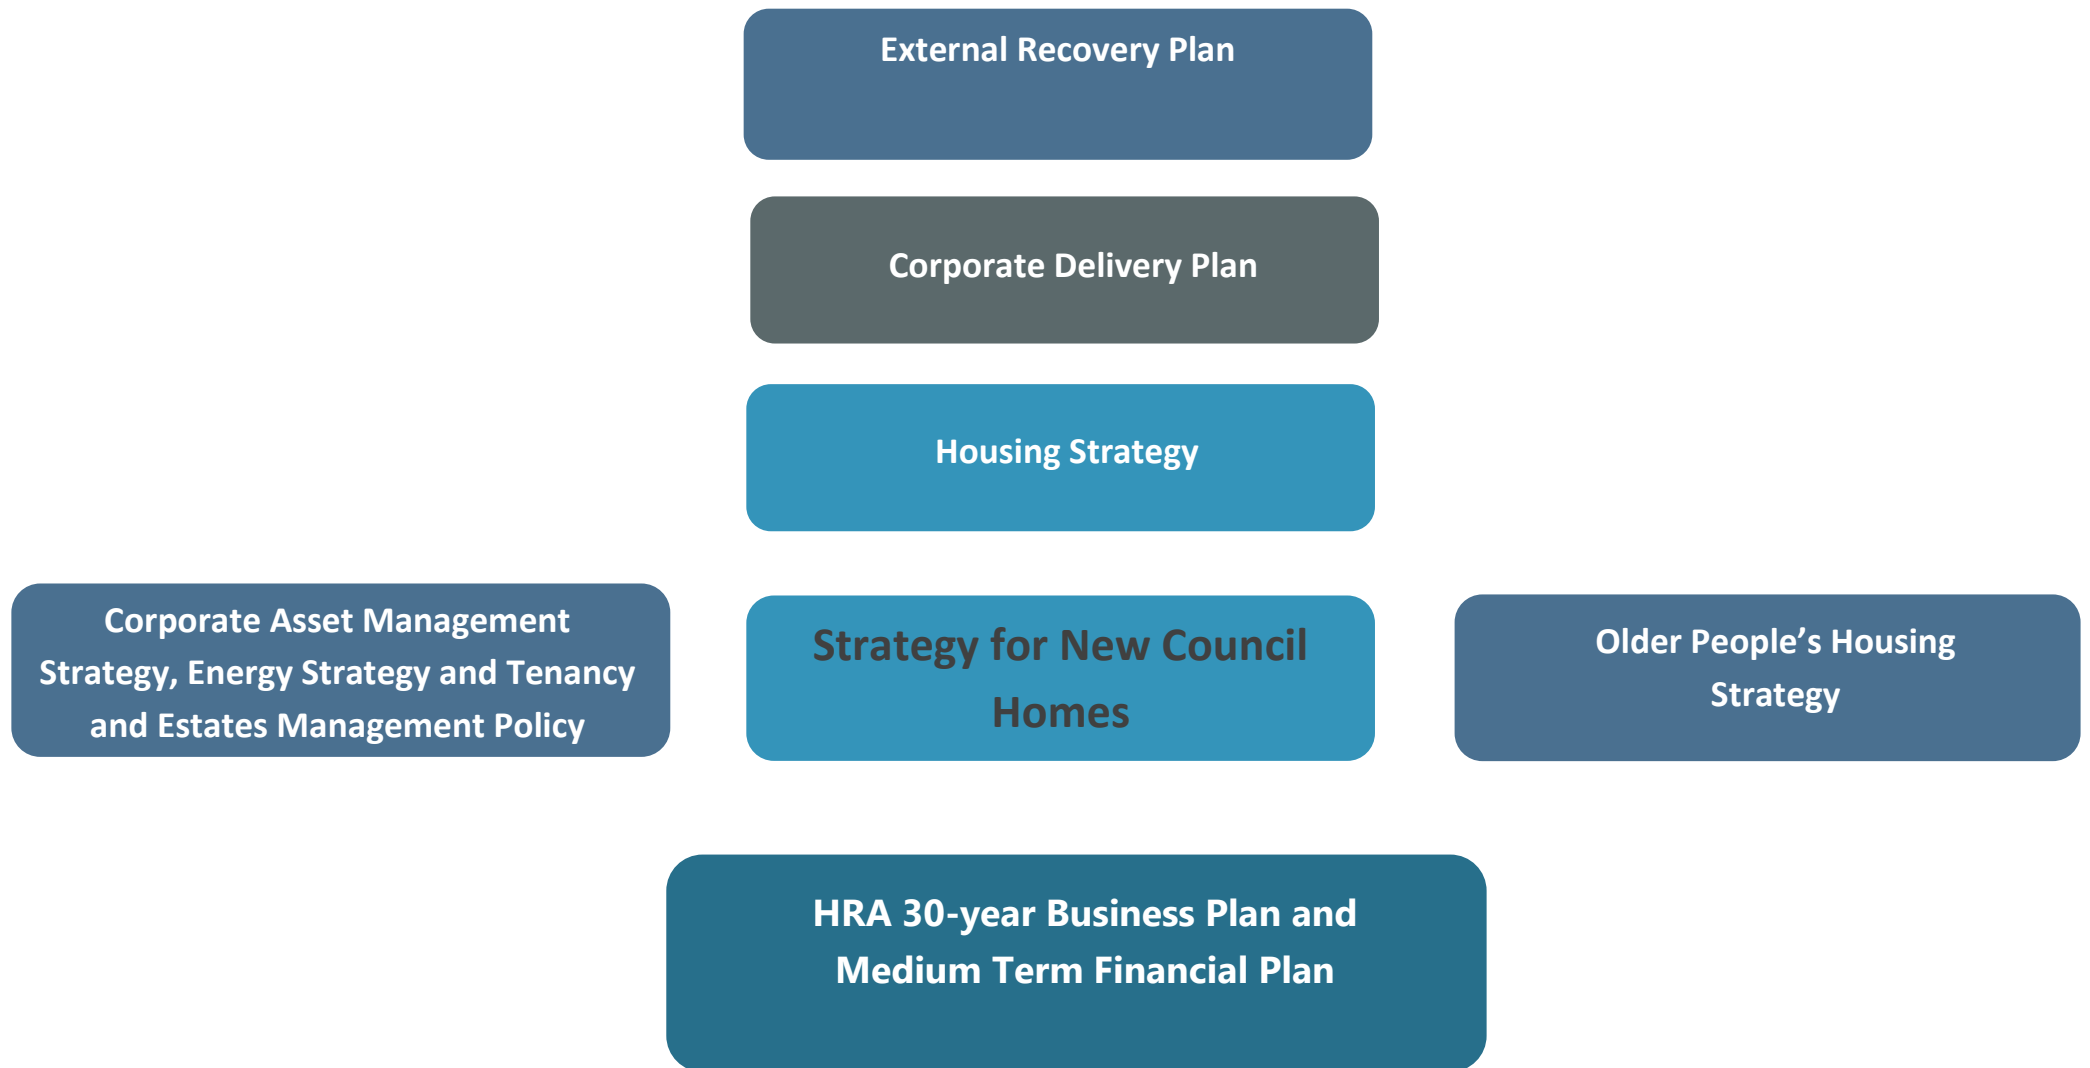 External Recovery Plan
Corporate Delivery Plan
Housing Strategy
Corporate Asset Management
Strategy, Energy Strategy and Tenancy
and Estates Management Policy
Strategy for New Council
Homes
Older People’s Housing
Strategy
HRA 30-year Business Plan and
Medium Term Financial Plan